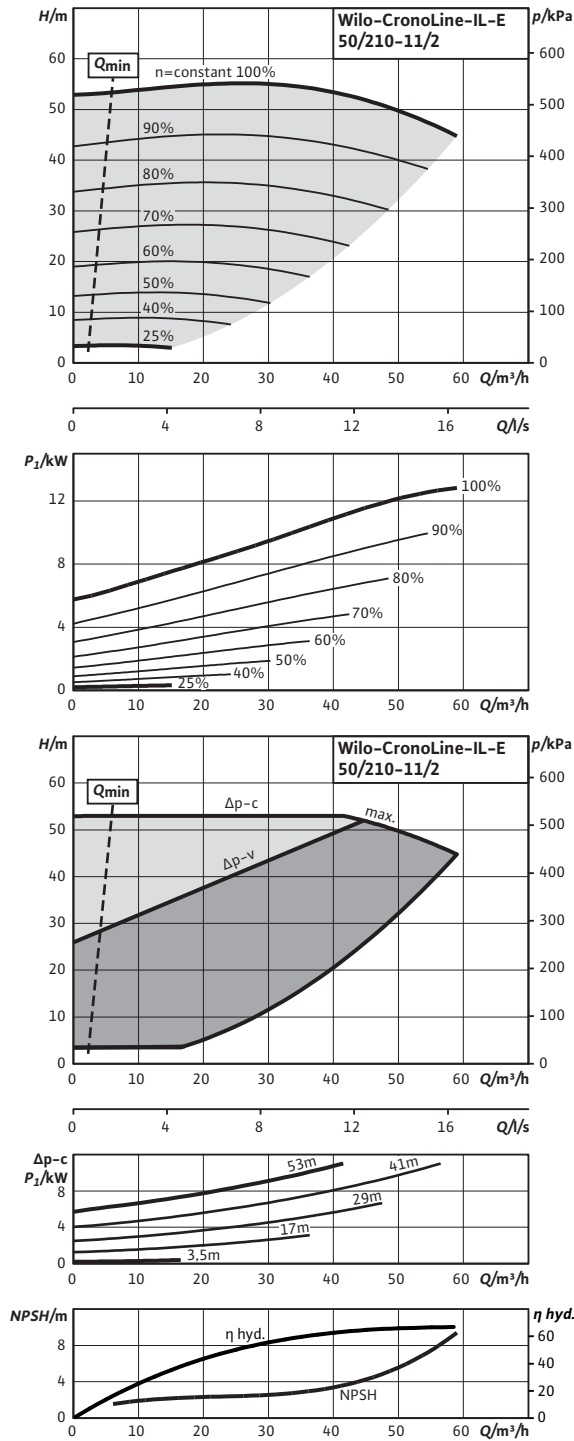 H/m
Wilo-CronoLine-IL-E
50/210-11/2
p/kPa
60
50
40
30
20
10
0
600
500
400
300
200
100
0
Qmin
n=constant 100%
90%
80%
70%
60%
50%
40%
25%
0 10 20 30 40 50 60 Q/m³/h
0 4 8 12 16 Q/l/s
P1/kW
12
8
4
0
100%
90%
80%
70%
60%
50%
40%
25%
0 10 20 30 40 50 60 Q/m³/h
H/m
Wilo-CronoLine-IL-E
50/210-11/2
p/kPa
60
50
40
30
20
10
0
600
500
400
300
200
100
0
Qmin
Δp-c
max.
Δp-v
0 10 20 30 40 50 60 Q/m³/h
0 4 8 12 16 Q/l/s
Δp-c
P1/kW
8
4
0
53m
41m
29m
17m
3,5m
0 10 20 30 40 50 60 Q/m³/h
NPSH/m
η hyd.
8
4
0
60
40
20
0
η hyd.
NPSH
0 10 20 30 40 50 60 Q/m³/h